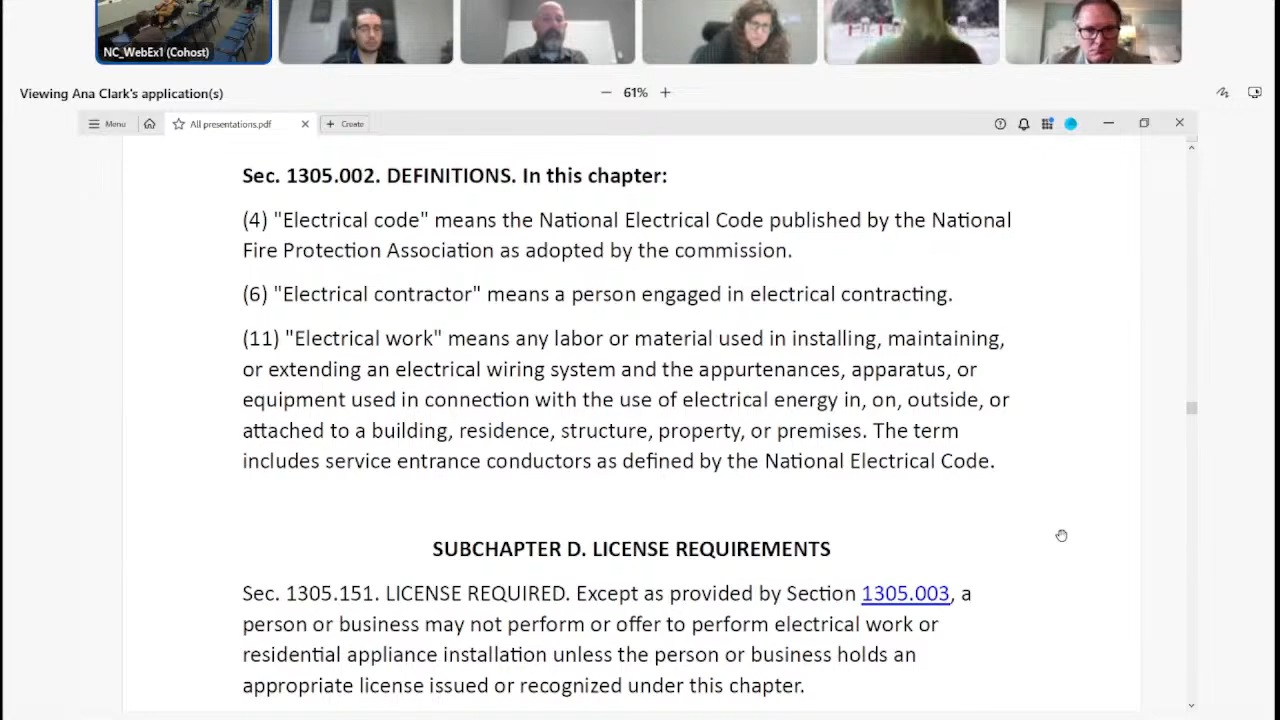 NC_WebEx1 (Cohost)
Viewing Ana Clark's application(s)
61%
Menu
All presentations.pdf
Create
Sec. 1305.002. DEFINITIONS. In this chapter:
(4) "Electrical code" means the National Electrical Code published by the National
Fire Protection Association as adopted by the commission.
(6) "Electrical contractor" means a person engaged in electrical contracting.
(11) "Electrical work" means any labor or material used in installing, maintaining,
or extending an electrical wiring system and the appurtenances, apparatus, or
equipment used in connection with the use of electrical energy in, on, outside, or
attached to a building, residence, structure, property, or premises. The term
includes service entrance conductors as defined by the National Electrical Code.
SUBCHAPTER D. LICENSE REQUIREMENTS
Sec. 1305.151. LICENSE REQUIRED. Except as provided by Section 1305.003, a
person or business may not perform or offer to perform electrical work or
residential appliance installation unless the person or business holds an
appropriate license issued or recognized under this chapter.